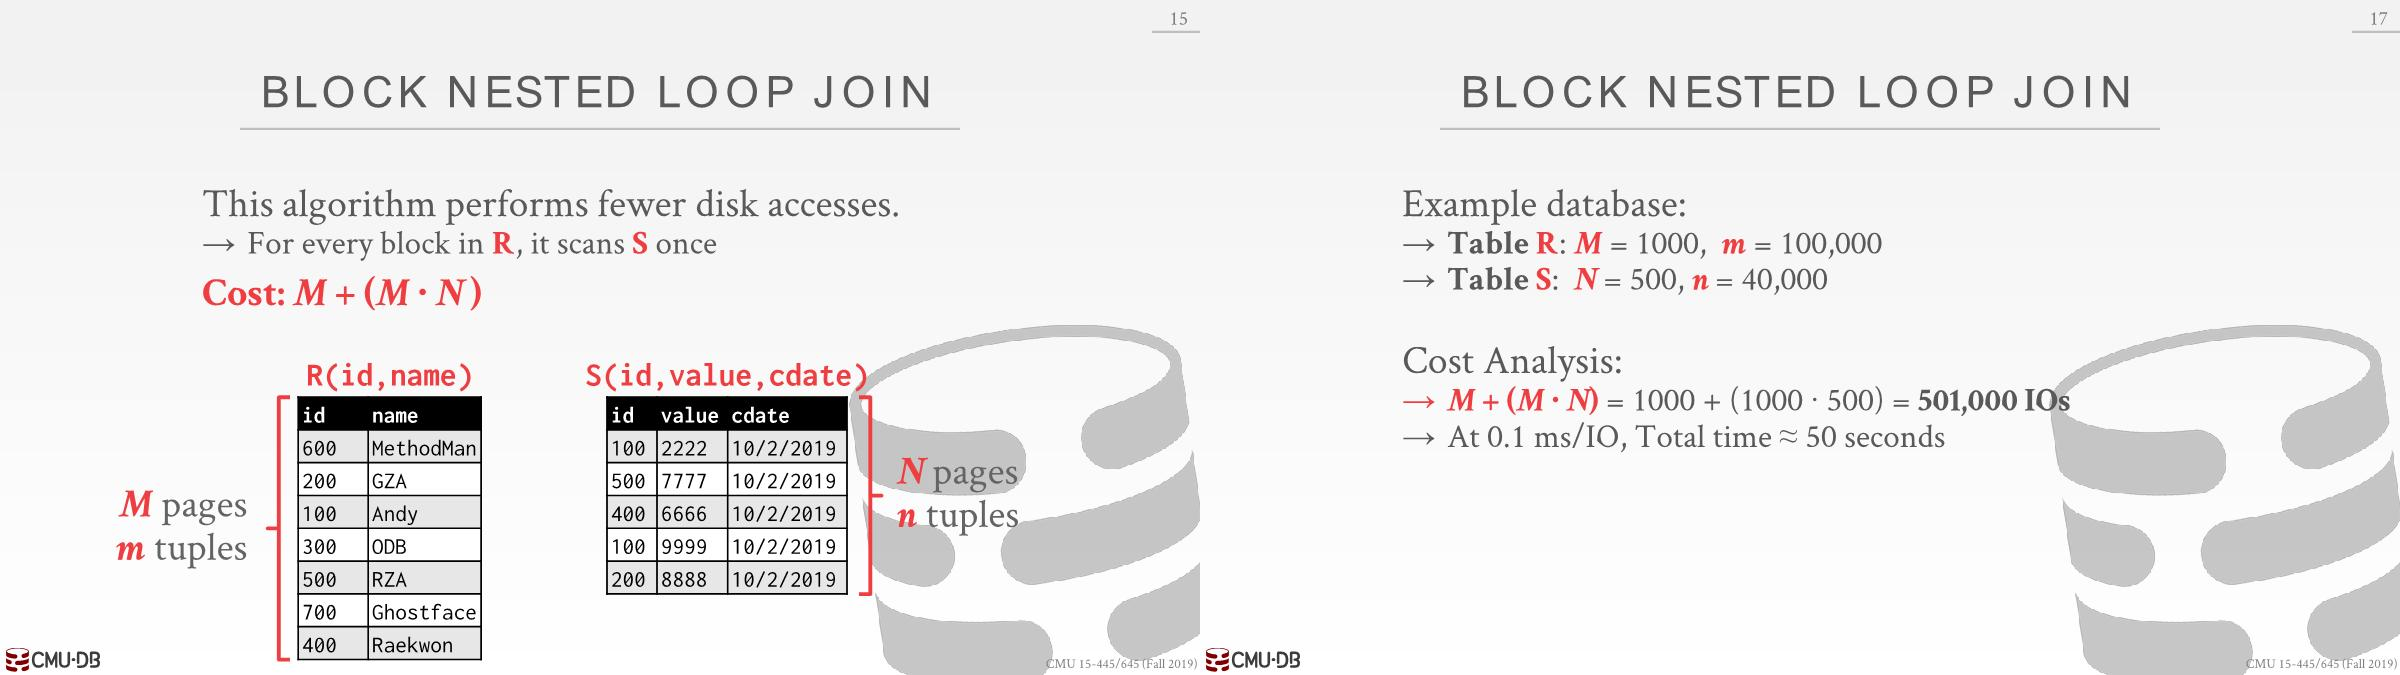 15
BLOCK NESTED LOOP JOIN
This algorithm performs fewer disk accesses.
→ For every block in R, it scans S once
Cost: M + (M · N)
R(id,name)
id name
600 MethodMan
200 GZA
100 Andy
300 ODB
500 RZA
700 Ghostface
400 Raekwon
M pages
m tuples
S(id,value,cdate)
id value cdate
100 2222 10/2/2019
500 7777 10/2/2019
400 6666 10/2/2019
100 9999 10/2/2019
200 8888 10/2/2019
N pages
n tuples
CMU·DB
CMU 15-445/645 (Fall 2019)
17
BLOCK NESTED LOOP JOIN
Example database:
→ Table R: M = 1000, m = 100,000
→ Table S: N = 500, n = 40,000
Cost Analysis:
→ M + (M · N) = 1000 + (1000 · 500) = 501,000 IOs
→ At 0.1 ms/IO, Total time ≈ 50 seconds
CMU·DB
CMU 15-445/645 (Fall 2019)